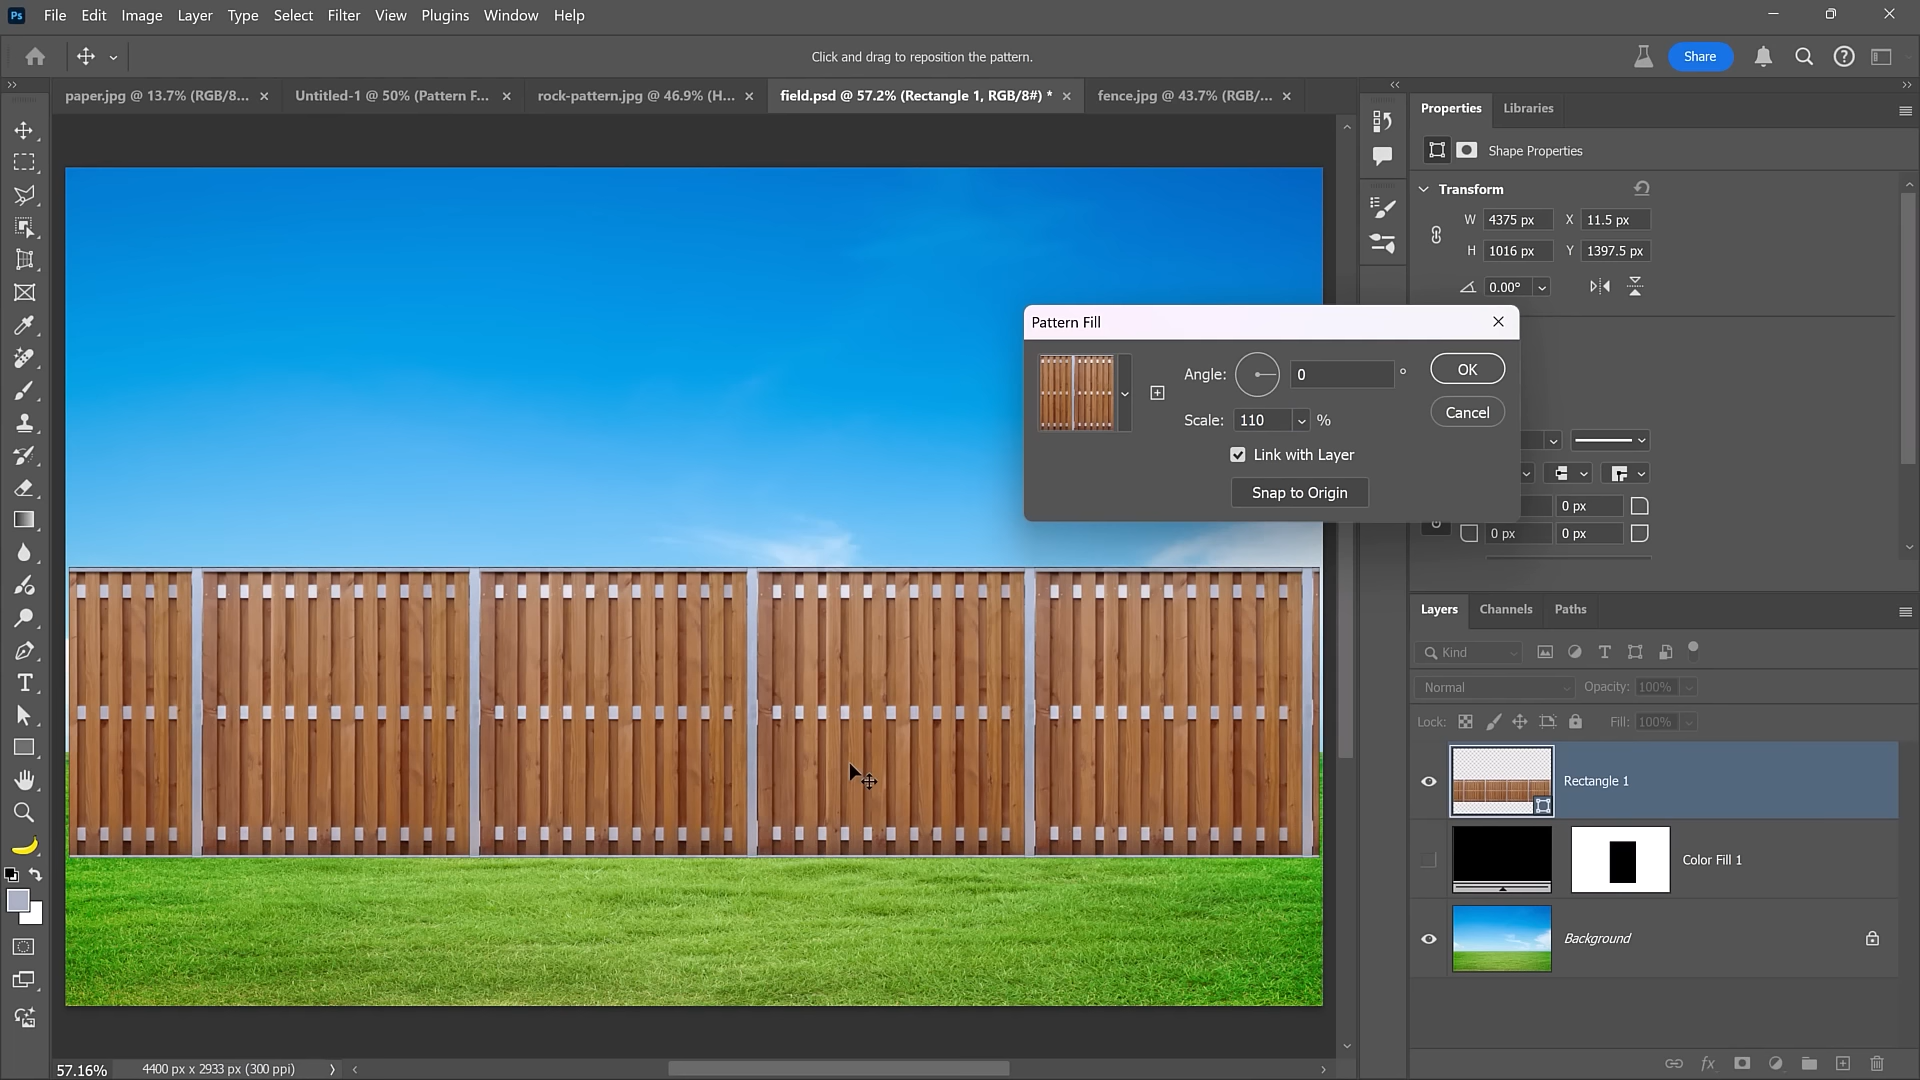 Ps File Edit Image Layer Type Select Filter View Plugins Window Help
Click and drag to reposition the pattern.
Share
paper.jpg @ 13.7% (RGB/8...
Untitled-1 @ 50% (Pattern F...
rock-pattern.jpg @ 46.9% (H...
field.psd @ 57.2% (Rectangle 1, RGB/8#) *
fence.jpg @ 43.7% (RGB/...
Properties Libraries
Shape Properties
Transform
W 4375 px X 11.5 px
H 1016 px Y 1397.5 px
0.00°
Pattern Fill
Angle: 0 °
OK
Scale: 110 %
Cancel
Link with Layer
Snap to Origin
0 px
0 px 0 px
Layers Channels Paths
Kind
Normal Opacity: 100%
Lock: Fill: 100%
Rectangle 1
Color Fill 1
Background
57.16% 4400 px x 2933 px (300 ppi)